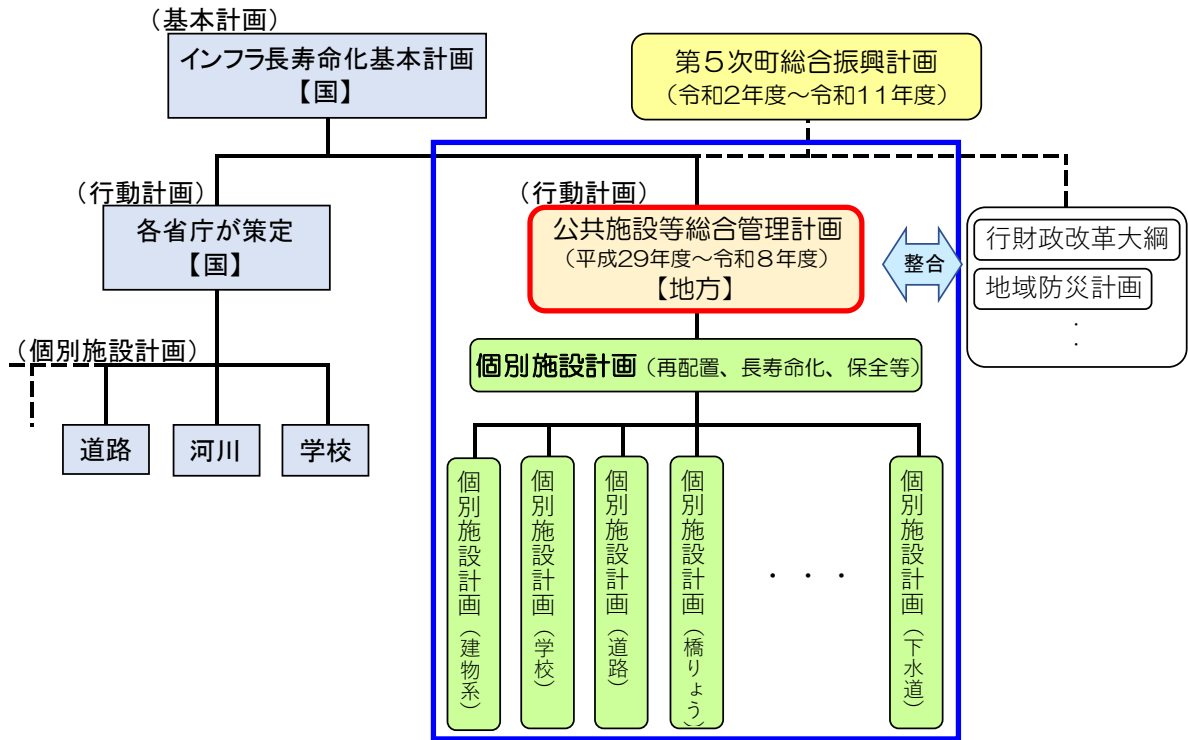 （基本計画）
インフラ長寿命化基本計画
【国】
第５次町総合振興計画
（令和2年度～令和11年度）
（行動計画）
各省庁が策定
【国】
（行動計画）
公共施設等総合管理計画
（平成29年度～令和８年度）
【地方】
整合
行財政改革大綱
地域防災計画
・
・
（個別施設計画）
道路
河川
学校
個別施設計画（再配置、長寿命化、保全等）
個別施設計画（建物系）
個別施設計画（学校）
個別施設計画（道路）
個別施設計画（橋りょう）
・・・
個別施設計画（下水道）